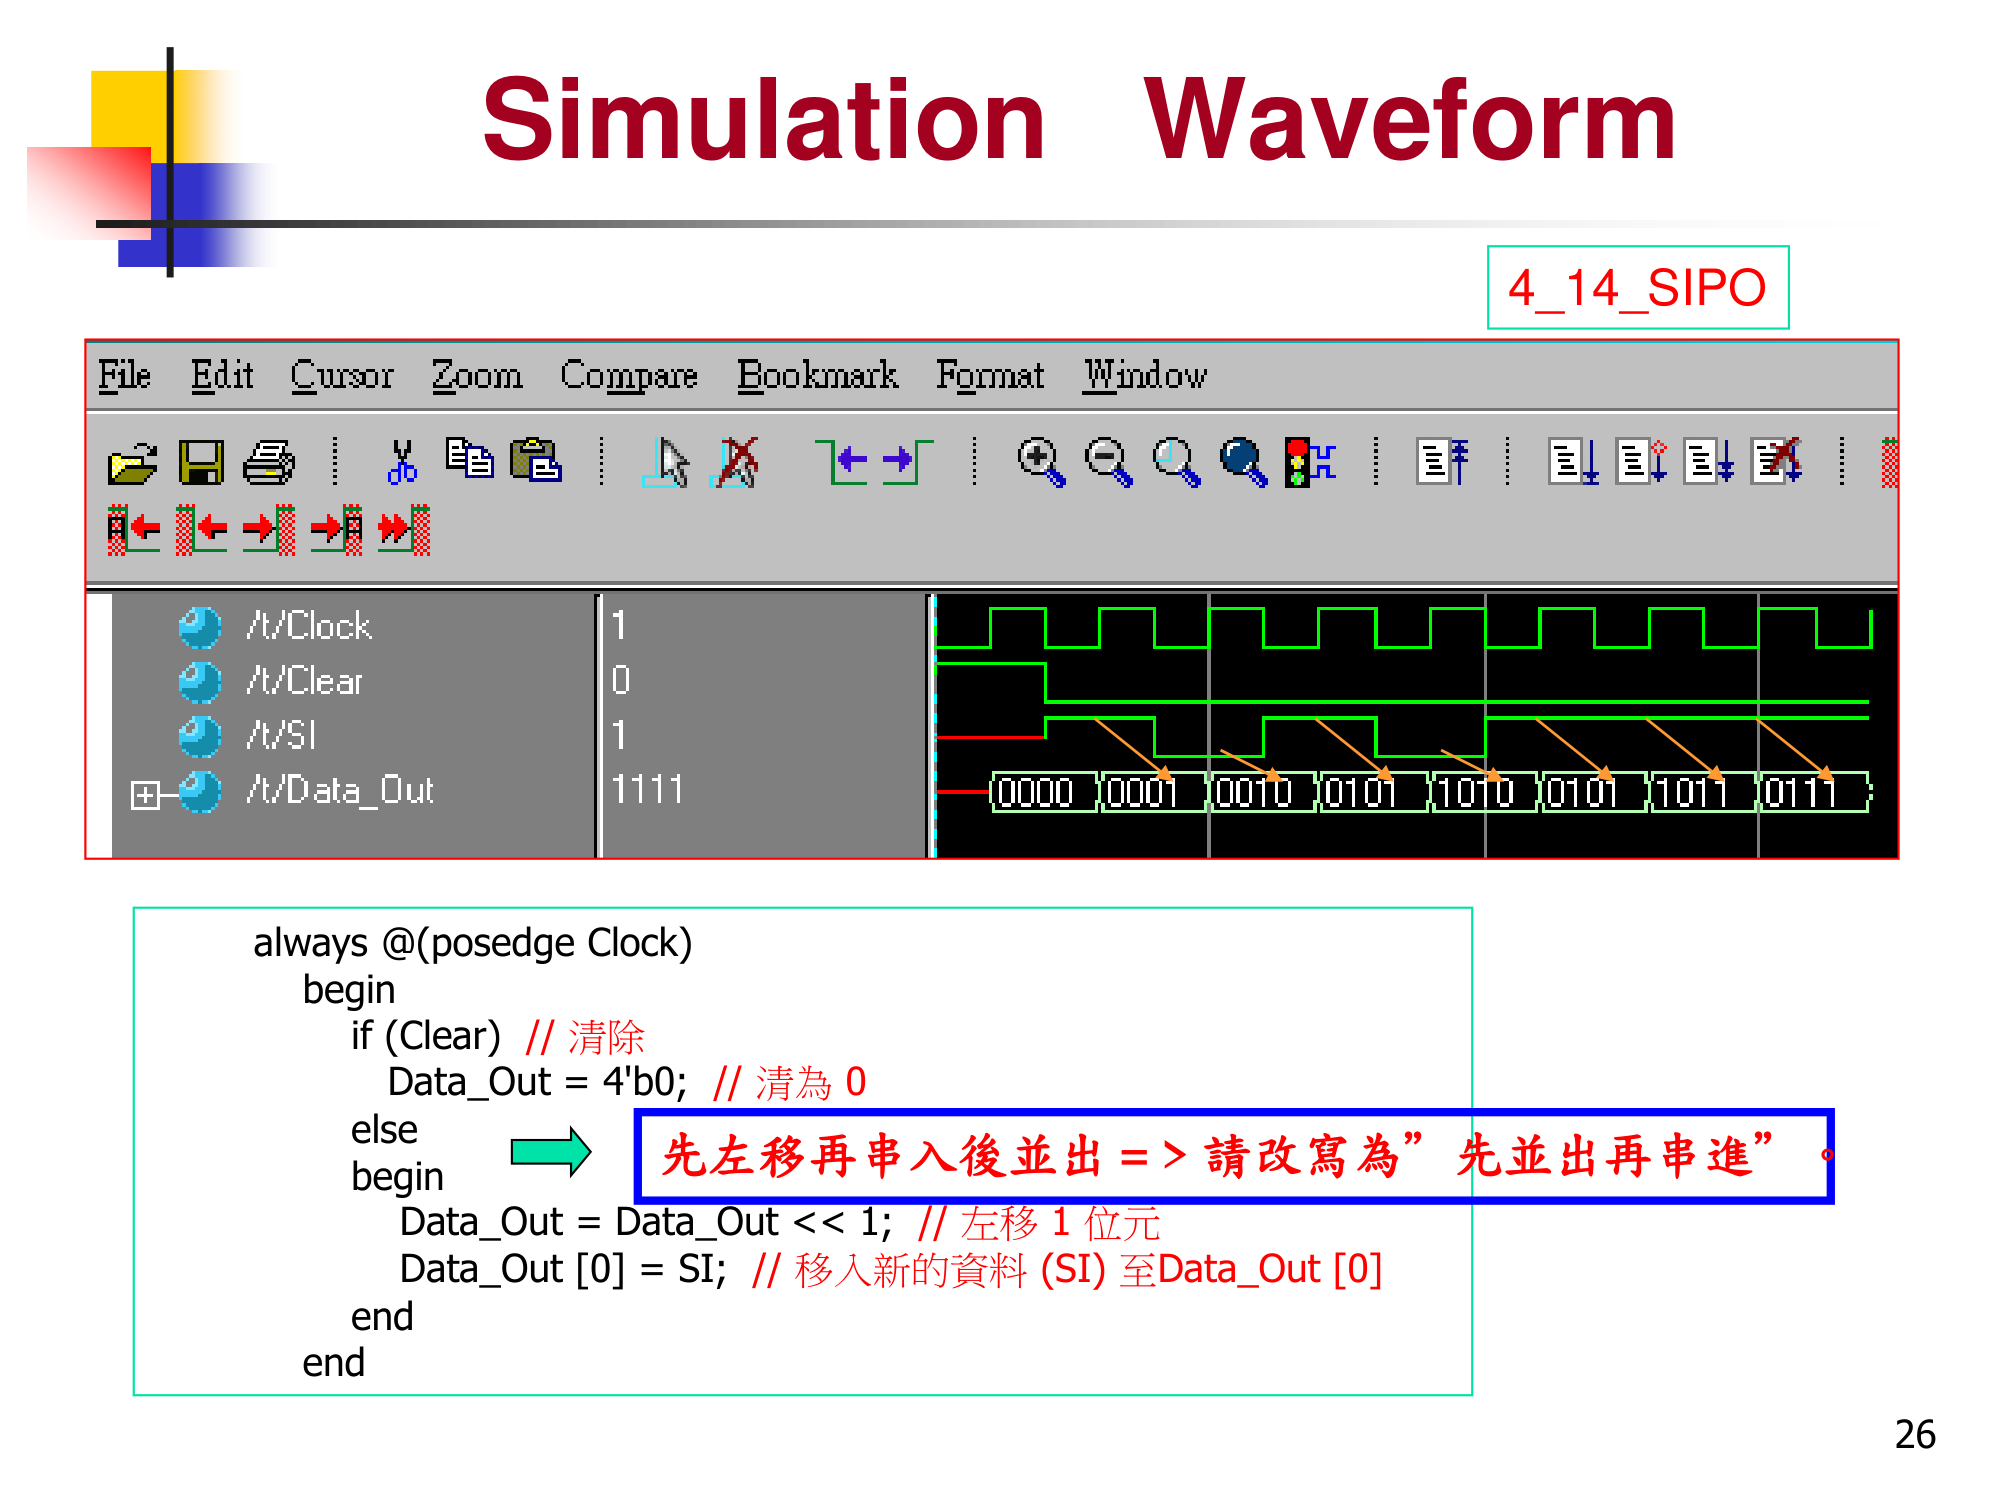 Simulation Waveform
4_14_SIPO
File Edit Cursor Zoom Compare Bookmark Format Window
/t/Clock 1
/t/Clear 0
/t/SI 1
/t/Data_Out 1111 0000 0001 0010 0101 1010 0101 1011 0111
always @(posedge Clock)
begin
if (Clear) // 清除
Data_Out = 4'b0; // 清為 0
else
先左移再串入後並出=>請改寫為”先並出再串進”。
begin
Data_Out = Data_Out << 1; // 左移 1 位元
Data_Out [0] = SI; // 移入新的資料 (SI) 至Data_Out [0]
end
end
26